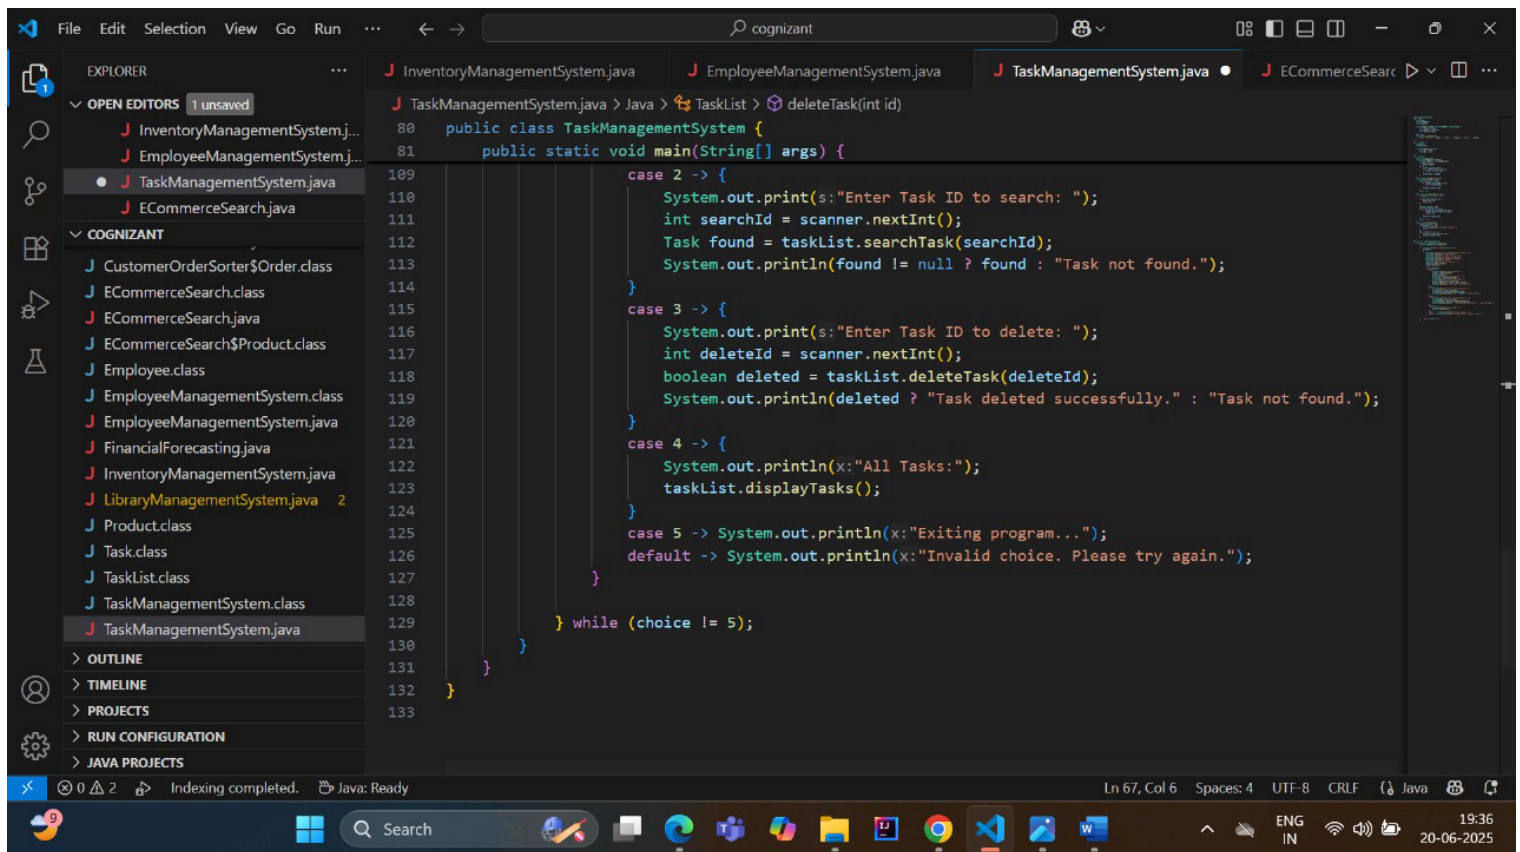 File Edit Selection View Go Run ··· cognizant
EXPLORER ···
OPEN EDITORS 1 unsaved
J InventoryManagementSystem.j...
J EmployeeManagementSystem.j...
J TaskManagementSystem.java
J ECommerceSearch.java
COGNIZANT
J CustomerOrderSorter$Order.class
J ECommerceSearch.class
J ECommerceSearch.java
J ECommerceSearch$Product.class
J Employee.class
J EmployeeManagementSystem.class
J EmployeeManagementSystem.java
J FinancialForecasting.java
J InventoryManagementSystem.java
J LibraryManagementSystem.java 2
J Product.class
J Task.class
J TaskList.class
J TaskManagementSystem.class
J TaskManagementSystem.java
OUTLINE
TIMELINE
PROJECTS
RUN CONFIGURATION
JAVA PROJECTS
J InventoryManagementSystem.java J EmployeeManagementSystem.java J TaskManagementSystem.java J ECommerceSearc
J TaskManagementSystem.java > Java > TaskList > deleteTask(int id)
80 public class TaskManagementSystem {
81 public static void main(String[] args) {
109 case 2 -> {
110 System.out.print(s:"Enter Task ID to search: ");
111 int searchId = scanner.nextInt();
112 Task found = taskList.searchTask(searchId);
113 System.out.println(found != null ? found : "Task not found.");
114 }
115 case 3 -> {
116 System.out.print(s:"Enter Task ID to delete: ");
117 int deleteId = scanner.nextInt();
118 boolean deleted = taskList.deleteTask(deleteId);
119 System.out.println(deleted ? "Task deleted successfully." : "Task not found.");
120 }
121 case 4 -> {
122 System.out.println(x:"All Tasks:");
123 taskList.displayTasks();
124 }
125 case 5 -> System.out.println(x:"Exiting program...");
126 default -> System.out.println(x:"Invalid choice. Please try again.");
127 }
128
129 } while (choice != 5);
130 }
131 }
132 }
133
1
0 2 Indexing completed. Java: Ready Ln 67, Col 6 Spaces: 4 UTF-8 CRLF Java
9 Search ENG IN 19:36
20-06-2025